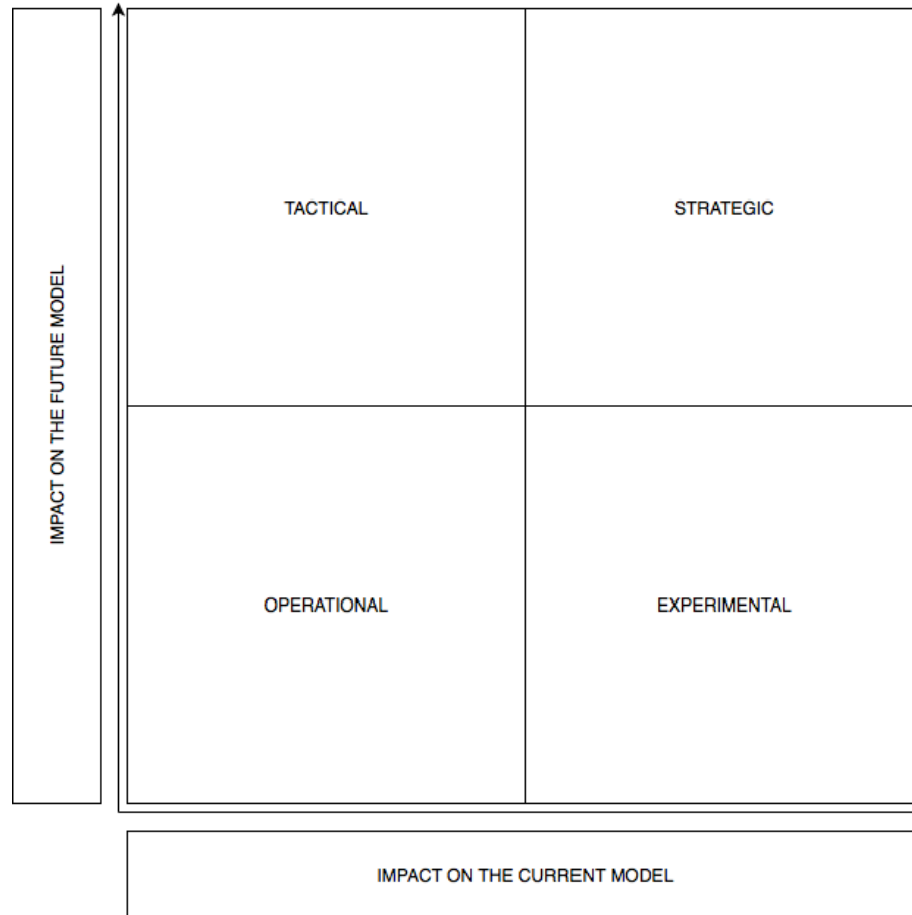 TACTICAL
STRATEGIC
IMPACT ON THE FUTURE MODEL
OPERATIONAL
EXPERIMENTAL
IMPACT ON THE CURRENT MODEL